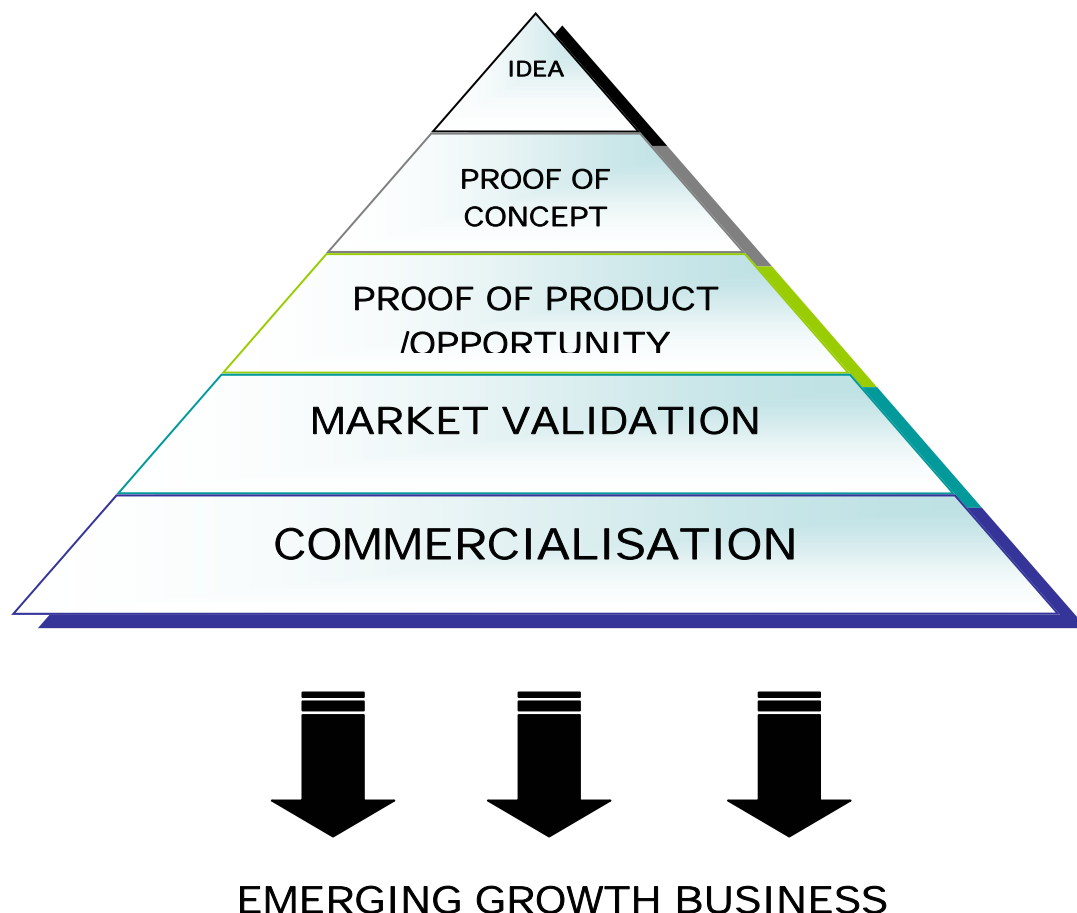 IDEA
PROOF OF
CONCEPT
PROOF OF PRODUCT
/OPPORTUNITY
MARKET VALIDATION
COMMERCIALISATION
EMERGING GROWTH BUSINESS